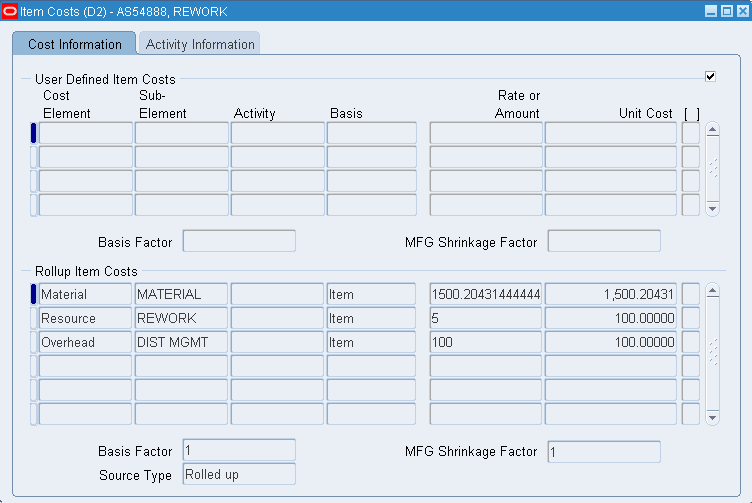 Item Costs (D2) - AS54888, REWORK
Cost Information Activity Information
User Defined Item Costs
Cost Element Sub-Element Activity Basis Rate or Amount Unit Cost [ ]
Basis Factor MFG Shrinkage Factor
Rollup Item Costs
Material MATERIAL Item 1500.20431444444 1,500.20431
Resource REWORK Item 5 100.00000
Overhead DIST MGMT Item 100 100.00000
Basis Factor 1 MFG Shrinkage Factor 1
Source Type Rolled up